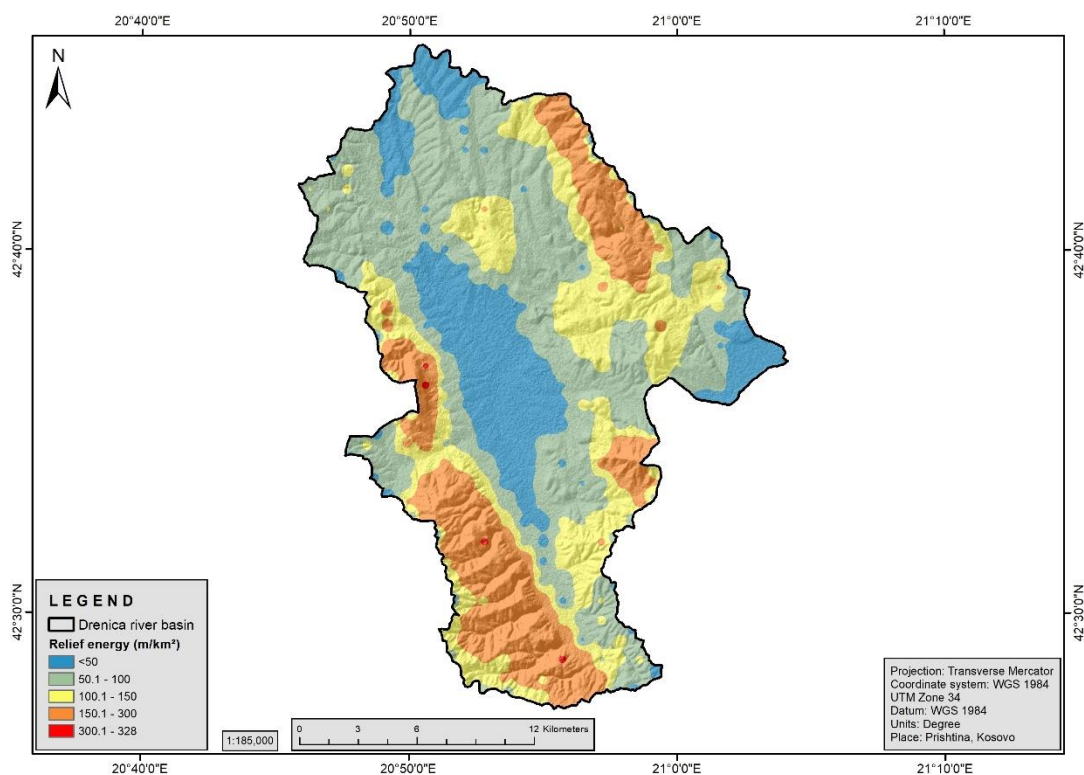 20°40'0"E 20°50'0"E 21°0'0"E 21°10'0"E
N
42°40'0"N 42°40'0"N
42°30'0"N 42°30'0"N
LEGEND
Drenica river basin
Relief energy (m/km²)
<50
50.1 - 100
100.1 - 150
150.1 - 300
300.1 - 328
1:185,000
0 3 6 12 Kilometers
Projection: Transverse Mercator
Coordinate system: WGS 1984
UTM Zone 34
Datum: WGS 1984
Units: Degree
Place: Prishtina, Kosovo
20°40'0"E 20°50'0"E 21°0'0"E 21°10'0"E